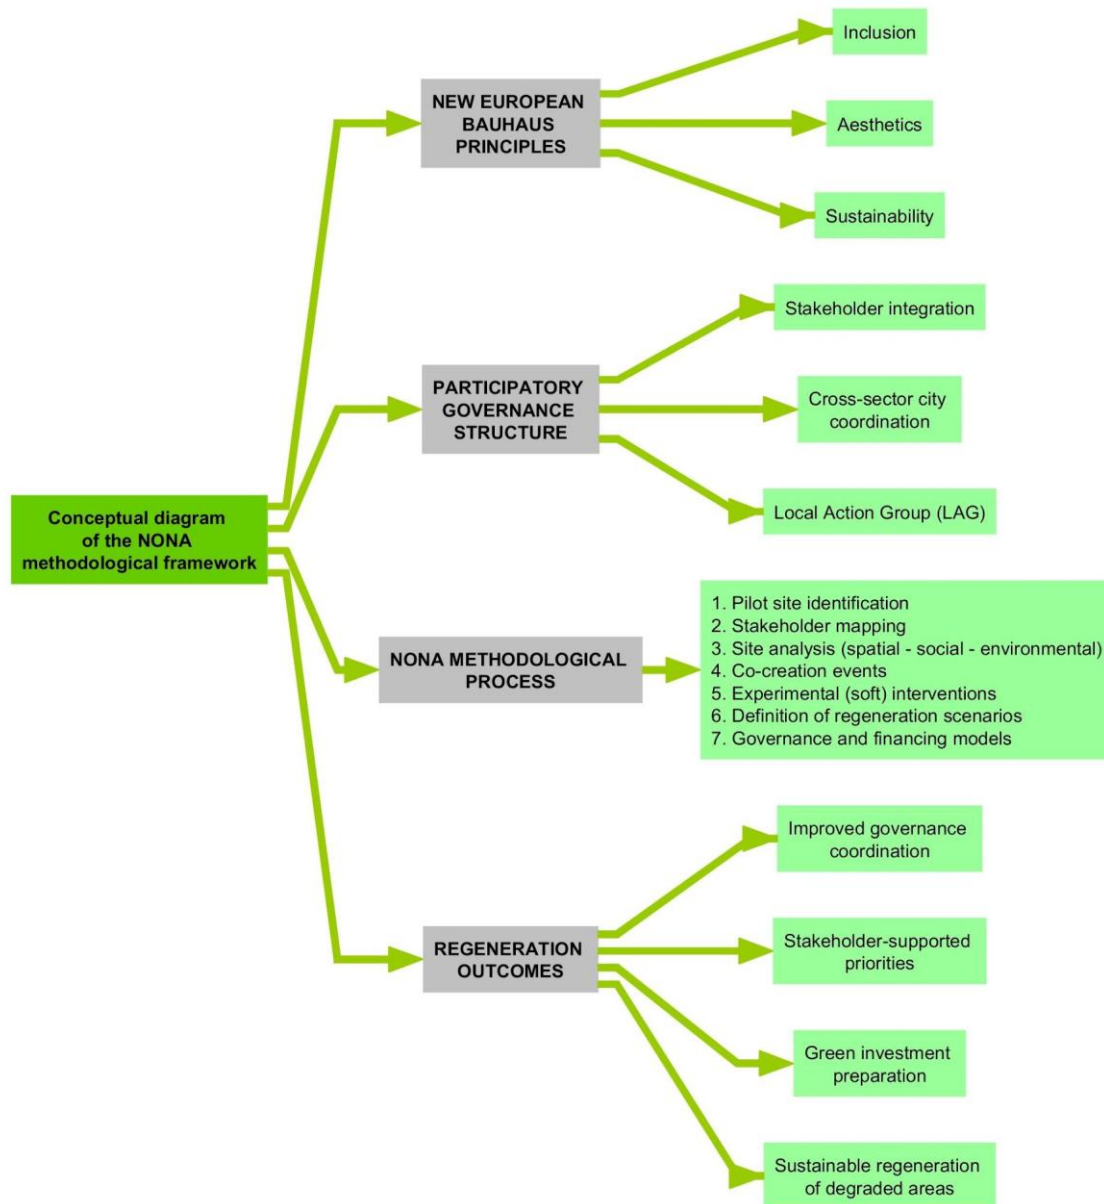 Inclusion
NEW EUROPEAN
BAUHAUS
PRINCIPLES
Aesthetics
Sustainability
Stakeholder integration
PARTICIPATORY
GOVERNANCE
STRUCTURE
Cross-sector city
coordination
Local Action Group (LAG)
Conceptual diagram
of the NONA
methodological framework
NONA METHODOLOGICAL
PROCESS
1. Pilot site identification
2. Stakeholder mapping
3. Site analysis (spatial - social - environmental)
4. Co-creation events
5. Experimental (soft) interventions
6. Definition of regeneration scenarios
7. Governance and financing models
Improved governance
coordination
REGENERATION
OUTCOMES
Stakeholder-supported
priorities
Green investment
preparation
Sustainable regeneration
of degraded areas